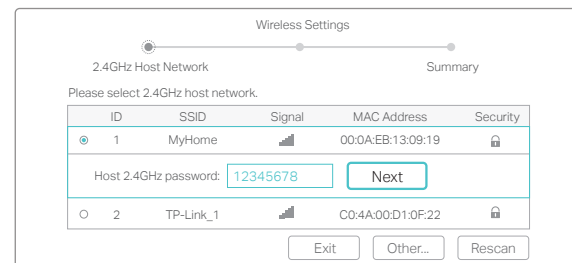 Wireless Settings
2.4GHz Host Network Summary
Please select 2.4GHz host network.
ID SSID Signal MAC Address Security
1 MyHome 00:0A:EB:13:09:19
Host 2.4GHz password: 12345678 Next
2 TP-Link_1 C0:4A:00:D1:0F:22
Exit Other... Rescan